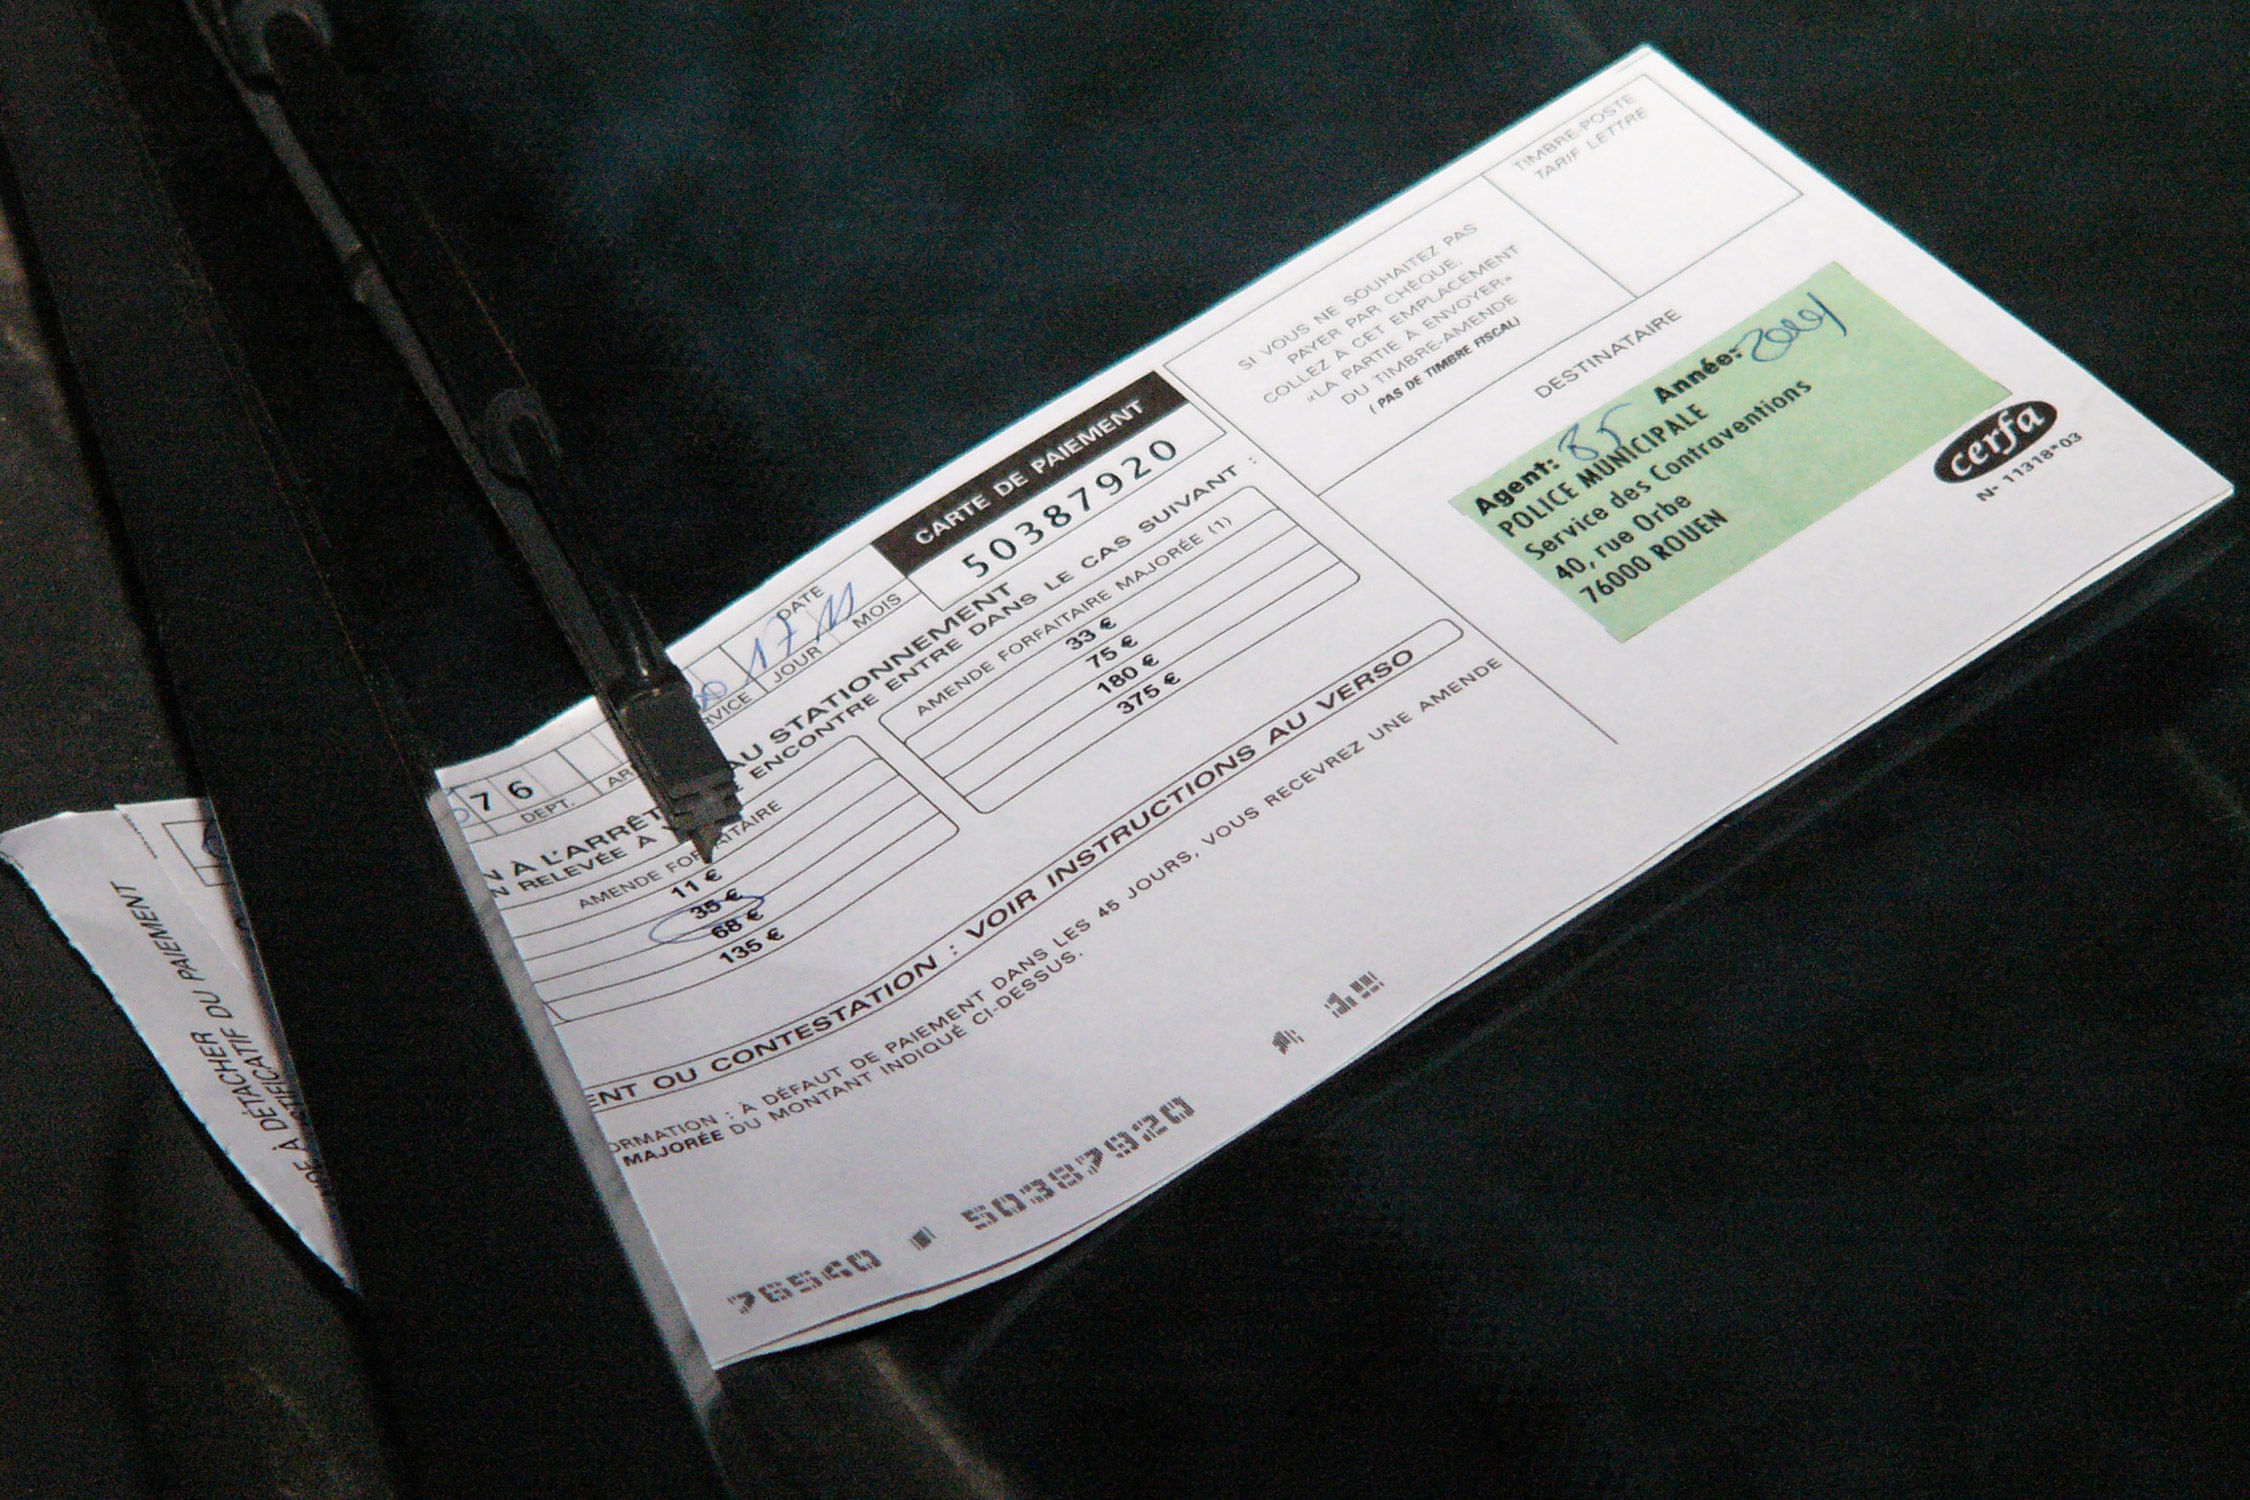 TIMBRE-POSTE
TARIF LETTRE
SI VOUS NE SOUHAITEZ PAS
PAYER PAR CHÈQUE,
COLLEZ À CET EMPLACEMENT
«LA PARTIE À ENVOYER»
DU TIMBRE-AMENDE
( PAS DE TIMBRE FISCAL)
DESTINATAIRE
Agent: Année:
POLICE MUNICIPALE
Service des Contraventions
40, rue Orbe
76000 ROUEN
cerfa
N° 11318*03
CARTE DE PAIEMENT
50387920
DATE
17 11
76
DEPT.
JOUR MOIS
N À L'ARRÊT AU STATIONNEMENT
N RELEVÉE À ENCONTRE ENTRE DANS LE CAS SUIVANT :
AMENDE FORFAITAIRE
11 €
35 €
68 €
135 €
AMENDE FORFAITAIRE MAJORÉE (1)
33 €
75 €
180 €
375 €
ENT OU CONTESTATION : VOIR INSTRUCTIONS AU VERSO
ORMATION : À DÉFAUT DE PAIEMENT DANS LES 45 JOURS, VOUS RECEVREZ UNE AMENDE
MAJORÉE DU MONTANT INDIQUÉ CI-DESSUS.
76540 50387920
À DÉTACHER DU PAIEMENT
TIFICATIF DU